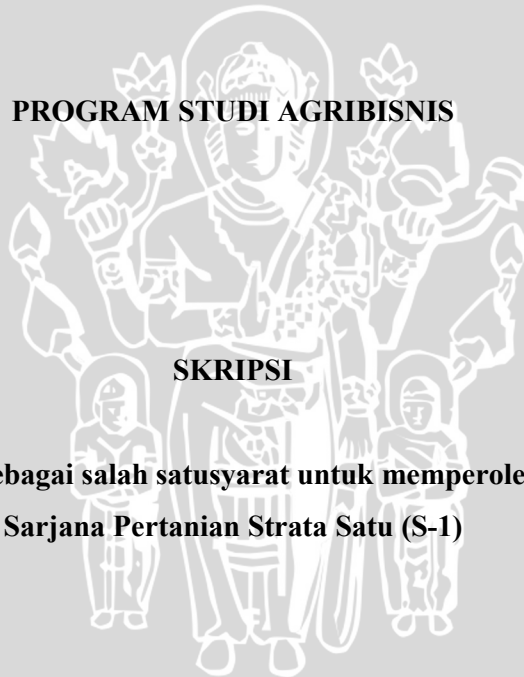 PROGRAM STUDI AGRIBISNIS
SKRIPSI
ebagai salah satusyarat untuk memperole
Sarjana Pertanian Strata Satu (S-1)